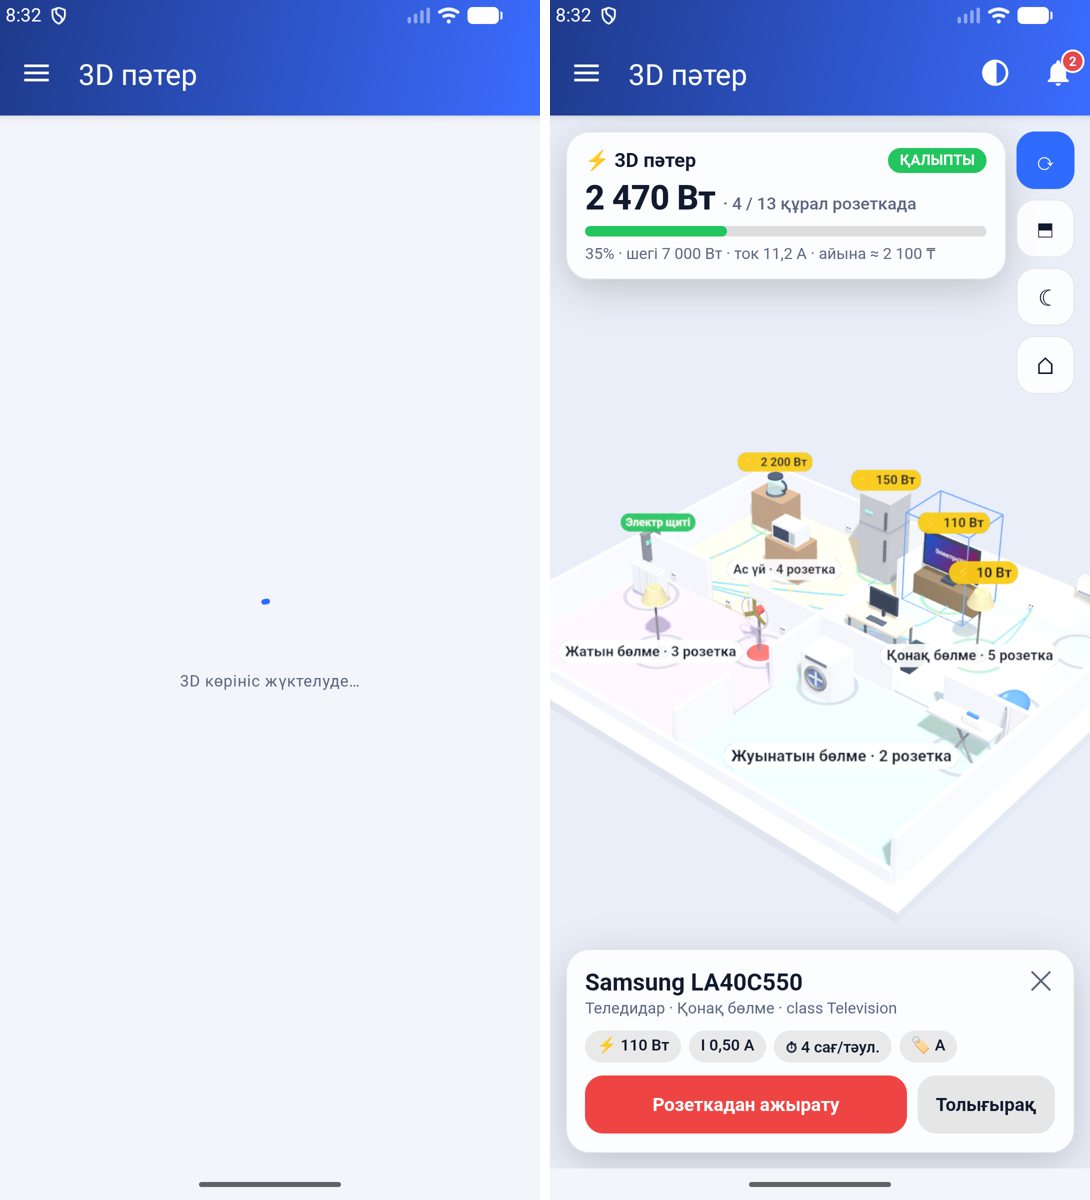 8:32
3D пәтер
3D көрініс жүктелуде…
8:32
3D пәтер
2
⚡ 3D пәтер
ҚАЛЫПТЫ
2 470 Вт · 4 / 13 құрал розеткада
35% · шегі 7 000 Вт · ток 11,2 А · айына ≈ 2 100 ₸
⚡ 2 200 Вт
⚡ 150 Вт
Электр щиті
⚡ 110 Вт
⚡ 10 Вт
Ас үй · 4 розетка
Жатын бөлме · 3 розетка
Қонақ бөлме · 5 розетка
Жуынатын бөлме · 2 розетка
Samsung LA40C550
Теледидар · Қонақ бөлме · class Television
⚡ 110 Вт
I 0,50 А
⏱ 4 сағ/тәул.
🏷️ A
Розеткадан ажырату
Толығырақ